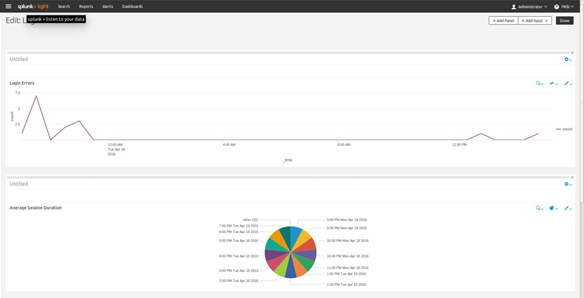 splunk> light Search Reports Alerts Dashboards Administrator Help
Edit: L
splunk > listen to your data
+ Add Panel + Add Input Done
Untitled
Login Errors
7.5
5
2.5
count
12:00 AM
Tue Apr 19
2016
4:00 AM
8:00 AM
12:00 PM
_time
count
Untitled
Average Session Duration
other
7:00 PM Tue Apr 19 2016
6:00 PM Tue Apr 19 2016
5:00 PM Tue Apr 19 2016
4:00 PM Tue Apr 19 2016
3:00 PM Tue Apr 19 2016
2:00 PM Tue Apr 19 2016
9:00 PM Mon Apr 18 2016
9:30 PM Mon Apr 18 2016
10:00 PM Mon Apr 18 2016
10:30 PM Mon Apr 18 2016
11:00 PM Mon Apr 18 2016
1:00 PM Tue Apr 19 2016
1:30 PM Tue Apr 19 2016